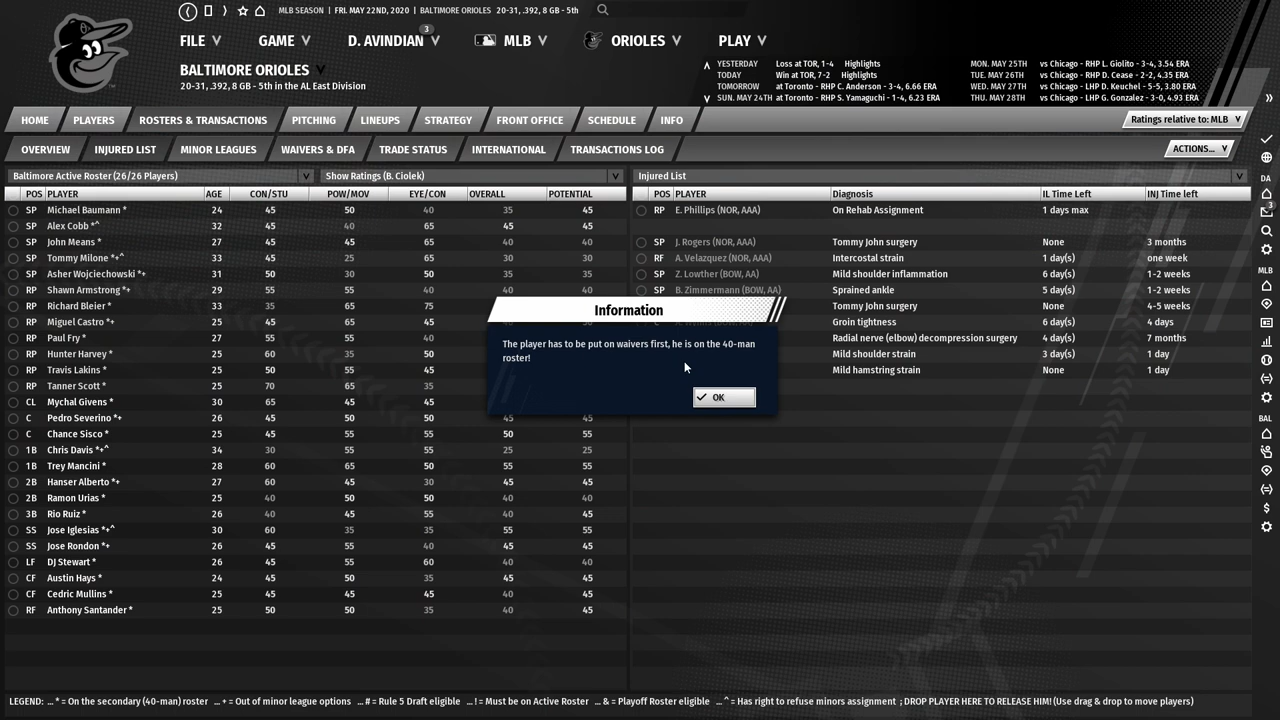 MLB SEASON | FRI. MAY 22ND, 2020 | BALTIMORE ORIOLES 20-31, .392, 8 GB - 5th
FILE GAME D. AVINDIAN 3 MLB ORIOLES PLAY
BALTIMORE ORIOLES
20-31, .392, 8 GB - 5th in the AL East Division
YESTERDAY Loss at TOR, 1-4 Highlights MON. MAY 25TH vs Chicago - RHP L. Giolito - 3-4, 3.54 ERA
TODAY Win at TOR, 7-2 Highlights TUE. MAY 26TH vs Chicago - RHP D. Cease - 2-2, 4.35 ERA
TOMORROW at Toronto - RHP C. Anderson - 3-4, 6.66 ERA WED. MAY 27TH vs Chicago - LHP D. Keuchel - 5-5, 3.80 ERA
SUN. MAY 24TH at Toronto - RHP S. Yamaguchi - 1-4, 6.23 ERA THU. MAY 28TH vs Chicago - LHP G. Gonzalez - 3-0, 4.93 ERA
HOME PLAYERS ROSTERS & TRANSACTIONS PITCHING LINEUPS STRATEGY FRONT OFFICE SCHEDULE INFO Ratings relative to: MLB
OVERVIEW INJURED LIST MINOR LEAGUES WAIVERS & DFA TRADE STATUS INTERNATIONAL TRANSACTIONS LOG ACTIONS...
Baltimore Active Roster (26/26 Players) Show Ratings (B. Ciolek) Injured List
POS PLAYER AGE CON/STU POW/MOV EYE/CON OVERALL POTENTIAL POS PLAYER Diagnosis IL Time Left INJ Time left
SP Michael Baumann * 24 45 50 40 35 45 RP E. Phillips (NOR, AAA) On Rehab Assignment 1 days max
SP Alex Cobb *^ 32 45 40 65 45 45
SP John Means * 27 45 45 65 40 40 SP J. Rogers (NOR, AAA) Tommy John surgery None 3 months
SP Tommy Milone *+^ 33 45 25 65 30 30 RF A. Velazquez (NOR, AAA) Intercostal strain 1 day(s) one week
SP Asher Wojciechowski *+ 31 50 30 50 35 35 SP Z. Lowther (BOW, AA) Mild shoulder inflammation 6 day(s) 1-2 weeks
RP Shawn Armstrong *+ 29 55 55 40 40 40 SP B. Zimmermann (BOW, AA) Sprained ankle 5 day(s) 1-2 weeks
RP Richard Bleier * 33 35 65 75 Tommy John surgery None 4-5 weeks
RP Miguel Castro *+ 25 45 65 45 Groin tightness 6 day(s) 4 days
RP Paul Fry * 27 55 55 40 Radial nerve (elbow) decompression surgery 4 day(s) 7 months
RP Hunter Harvey * 25 60 35 50 Mild shoulder strain 3 day(s) 1 day
RP Travis Lakins * 25 50 55 45 Mild hamstring strain None 1 day
RP Tanner Scott * 25 70 65 35
CL Mychal Givens * 30 65 45 45
C Pedro Severino *+ 26 45 45 50 45 45
C Chance Sisco * 25 45 55 55 50 55
1B Chris Davis *+^ 34 30 55 55 25 25
1B Trey Mancini * 28 60 65 50 55 55
2B Hanser Alberto *+ 27 60 45 30 45 45
2B Ramon Urias * 25 50 50 50 40 40
3B Rio Ruiz * 26 40 45 55 40 40
SS Jose Iglesias *+^ 30 60 35 35 55 55
SS Jose Rondon *+ 26 45 55 40 45 45
LF DJ Stewart * 26 45 55 60 40 40
CF Austin Hays * 24 45 50 35 45 45
CF Cedric Mullins * 25 45 45 45 40 45
RF Anthony Santander * 25 50 50 35 40 45
Information
The player has to be put on waivers first, he is on the 40-man
roster!
OK
DA
3
MLB
BAL
LEGEND: ... * = On the secondary (40-man) roster ... + = Out of minor league options ... # = Rule 5 Draft eligible ... ! = Must be on Active Roster ... & = Playoff Roster eligible ... ^ = Has right to refuse minors assignment ; DROP PLAYER HERE TO RELEASE HIM! (Use drag & drop to move players)